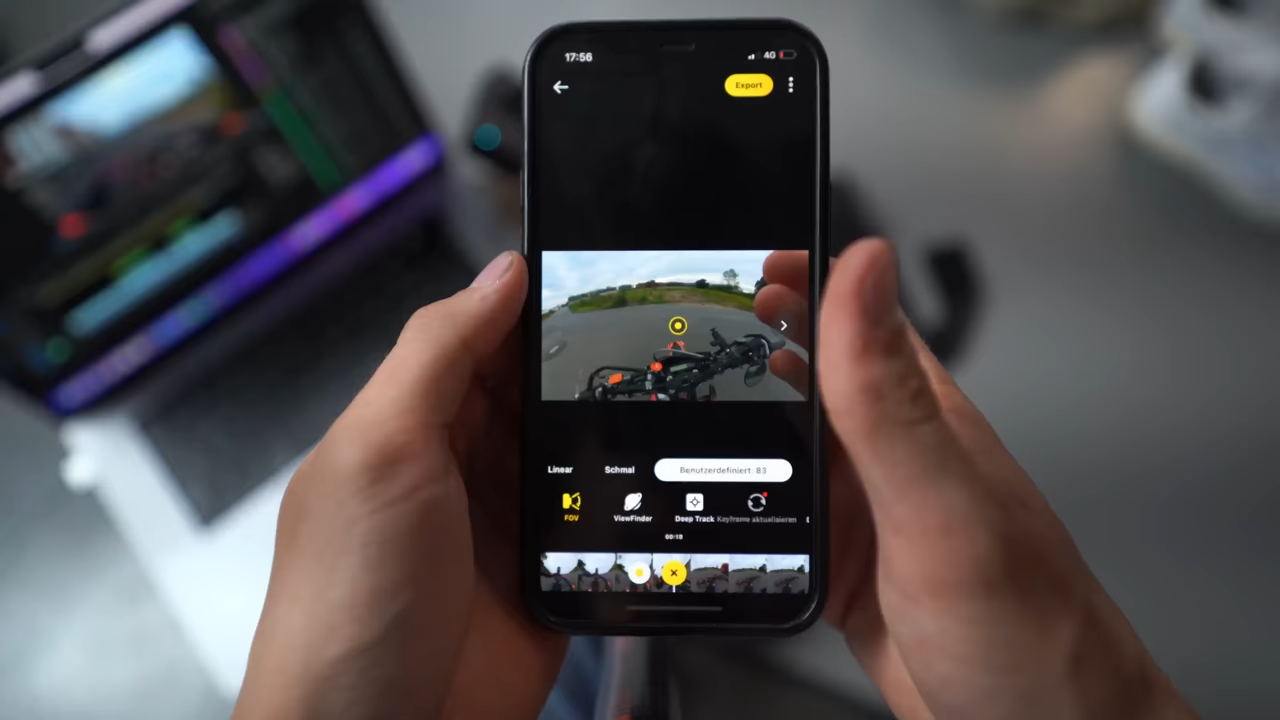 17:56
4G
Export
Linear
Schmal
Benutzerdefiniert: 83
FOV
ViewFinder
Deep Track
Keyframe aktualisieren
00:18